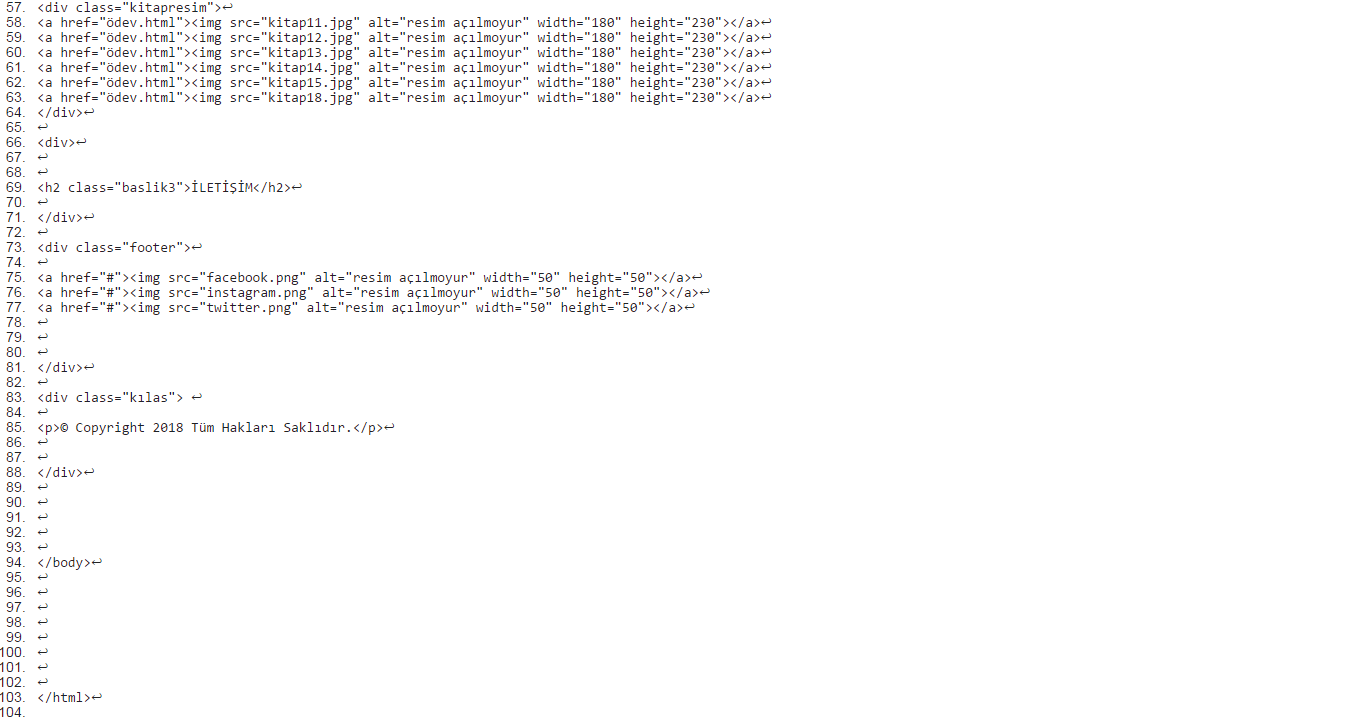 57. <div class="kitapresim">↩
58. <a href="ödev.html"><img src="kitap11.jpg" alt="resim açılmoyur" width="180" height="230"></a>↩
59. <a href="ödev.html"><img src="kitap12.jpg" alt="resim açılmoyur" width="180" height="230"></a>↩
60. <a href="ödev.html"><img src="kitap13.jpg" alt="resim açılmoyur" width="180" height="230"></a>↩
61. <a href="ödev.html"><img src="kitap14.jpg" alt="resim açılmoyur" width="180" height="230"></a>↩
62. <a href="ödev.html"><img src="kitap15.jpg" alt="resim açılmoyur" width="180" height="230"></a>↩
63. <a href="ödev.html"><img src="kitap18.jpg" alt="resim açılmoyur" width="180" height="230"></a>↩
64. </div>↩
65. ↩
66. <div>↩
67. ↩
68. ↩
69. <h2 class="baslik3">İLETİŞİM</h2>↩
70. ↩
71. </div>↩
72. ↩
73. <div class="footer">↩
74. ↩
75. <a href="#"><img src="facebook.png" alt="resim açılmoyur" width="50" height="50"></a>↩
76. <a href="#"><img src="instagram.png" alt="resim açılmoyur" width="50" height="50"></a>↩
77. <a href="#"><img src="twitter.png" alt="resim açılmoyur" width="50" height="50"></a>↩
78. ↩
79. ↩
80. ↩
81. </div>↩
82. ↩
83. <div class="kılas"> ↩
84. ↩
85. <p>© Copyright 2018 Tüm Hakları Saklıdır.</p>↩
86. ↩
87. ↩
88. </div>↩
89. ↩
90. ↩
91. ↩
92. ↩
93. ↩
94. </body>↩
95. ↩
96. ↩
97. ↩
98. ↩
99. ↩
100. ↩
101. ↩
102. ↩
103. </html>↩
104.